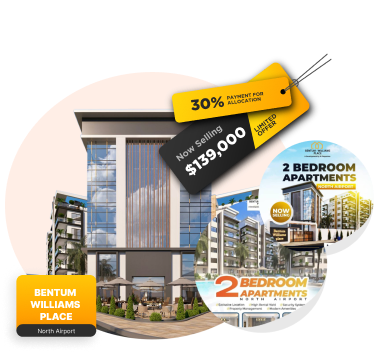 30% PAYMENT FOR
ALLOCATION
Now Selling
$139,000
LIMITED
OFFER
2 BEDROOM
APARTMENTS
NORTH AIRPORT
NOW
SELLING
2 BEDROOM
APARTMENTS
NORTH AIRPORT
BENTUM
WILLIAMS
PLACE
North Airport